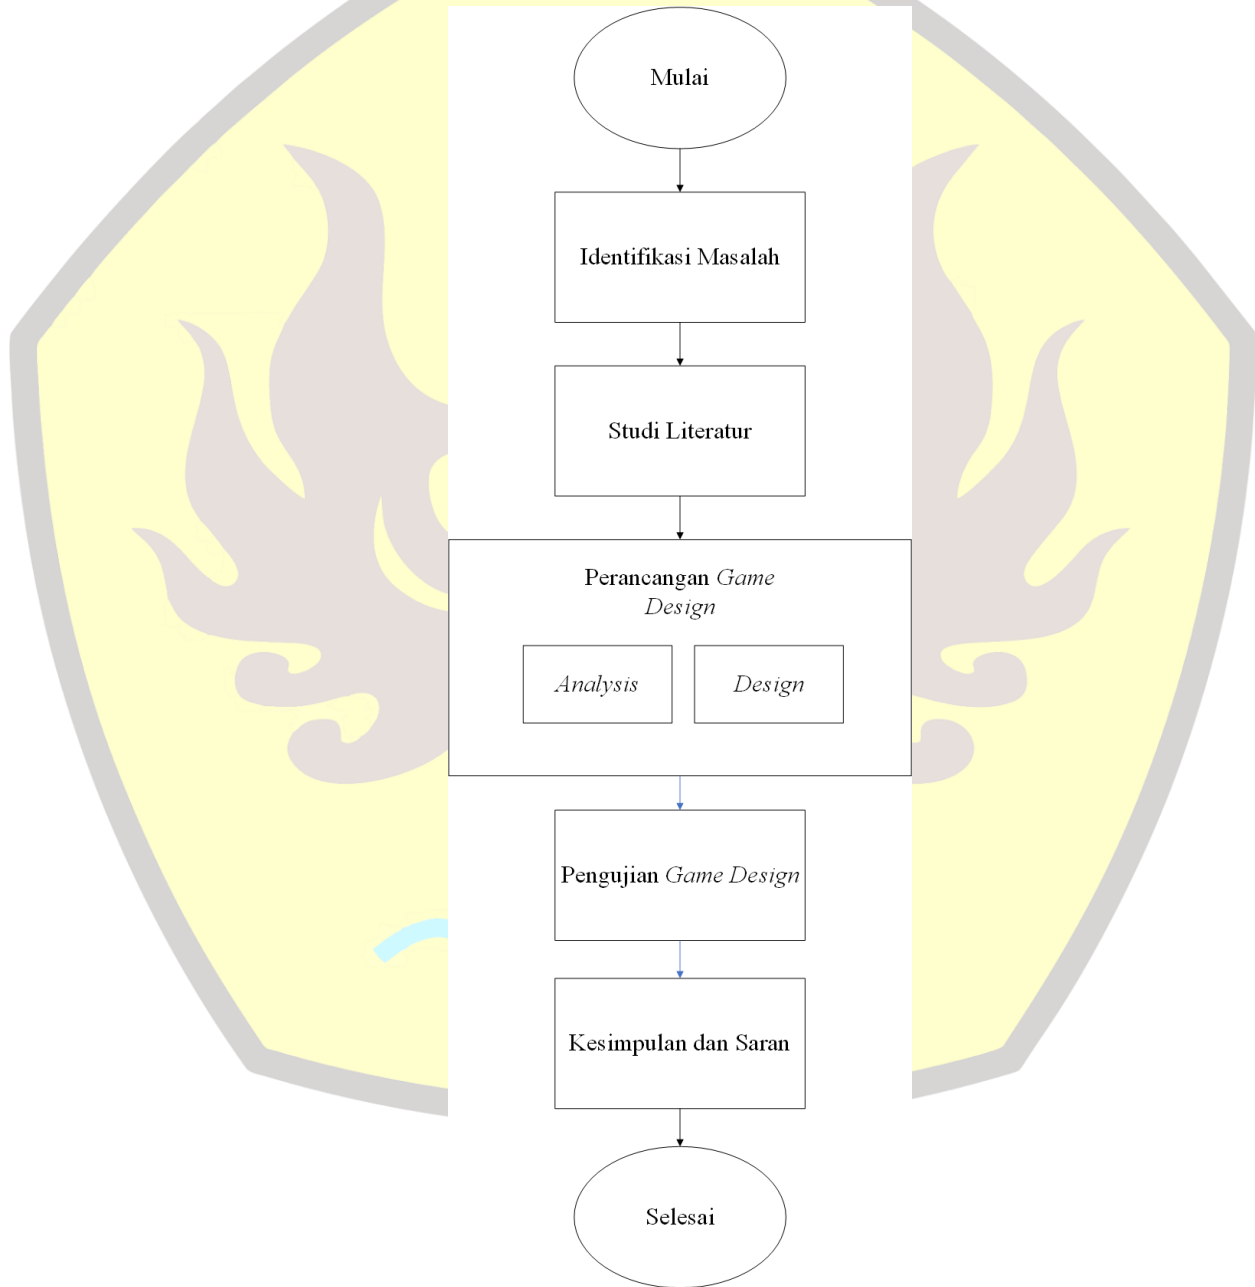 Mulai
Identifikasi Masalah
Studi Literatur
Perancangan Game
Design
Analysis
Design
Pengujian Game Design
Kesimpulan dan Saran
Selesai